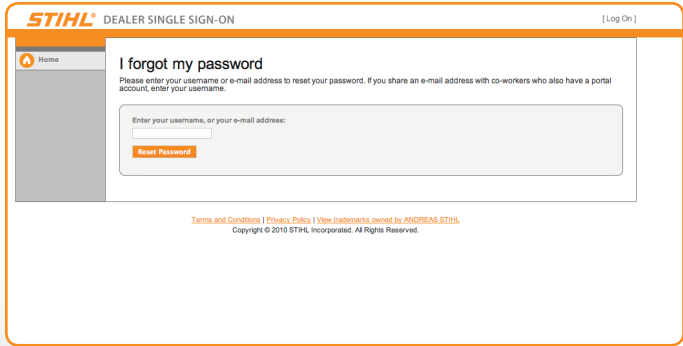 STIHL® DEALER SINGLE SIGN-ON
[ Log On ]
Home
I forgot my password
Please enter your username or e-mail address to reset your password. If you share an e-mail address with co-workers who also have a portal
account, enter your username.
Enter your username, or your e-mail address:
Reset Password
Terms and Conditions | Privacy Policy | View trademarks owned by ANDREAS STIHL.
Copyright © 2010 STIHL Incorporated. All Rights Reserved.